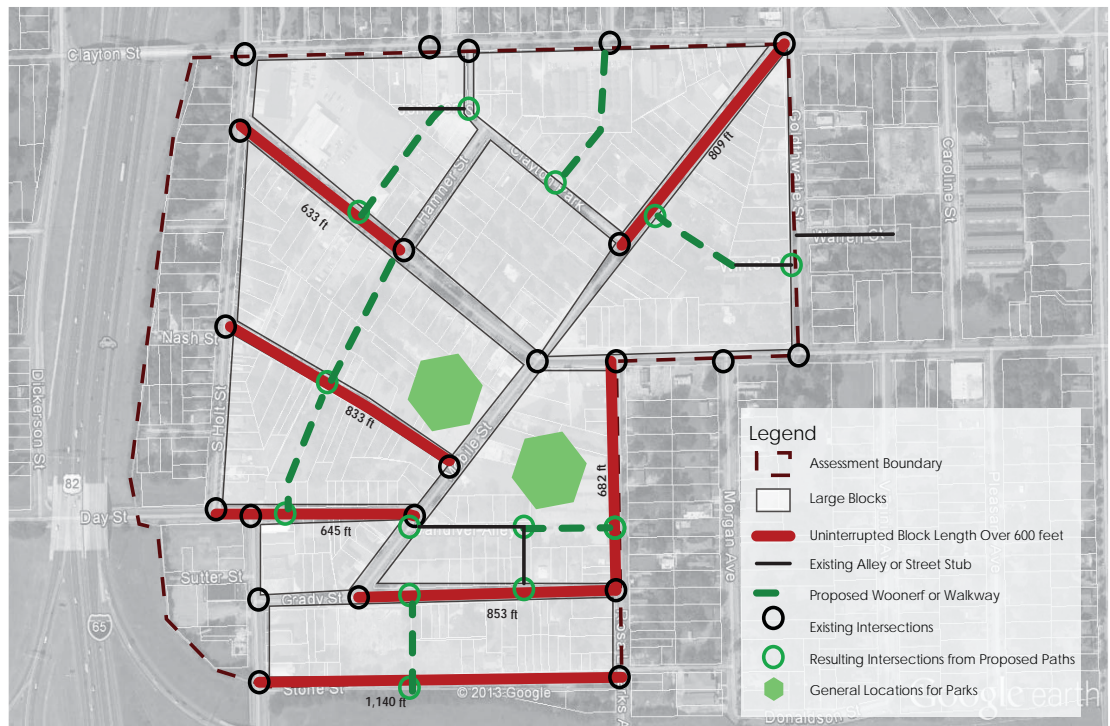 Clayton St
Hamner St
Clayton Park
809 ft
Goldthwaite St
Caroline St
Warren Ct
633 ft
Nash St
S Holt St
Dickerson St
833 ft
682 ft
82
Day St
645 ft
Morgan Ave
Sutter St
Grady St
853 ft
65
Stone St
1,140 ft
© 2013 Google
Donaldson St
Legend
Assessment Boundary
Large Blocks
Uninterrupted Block Length Over 600 feet
Existing Alley or Street Stub
Proposed Woonerf or Walkway
Existing Intersections
Resulting Intersections from Proposed Paths
General Locations for Parks
Google earth